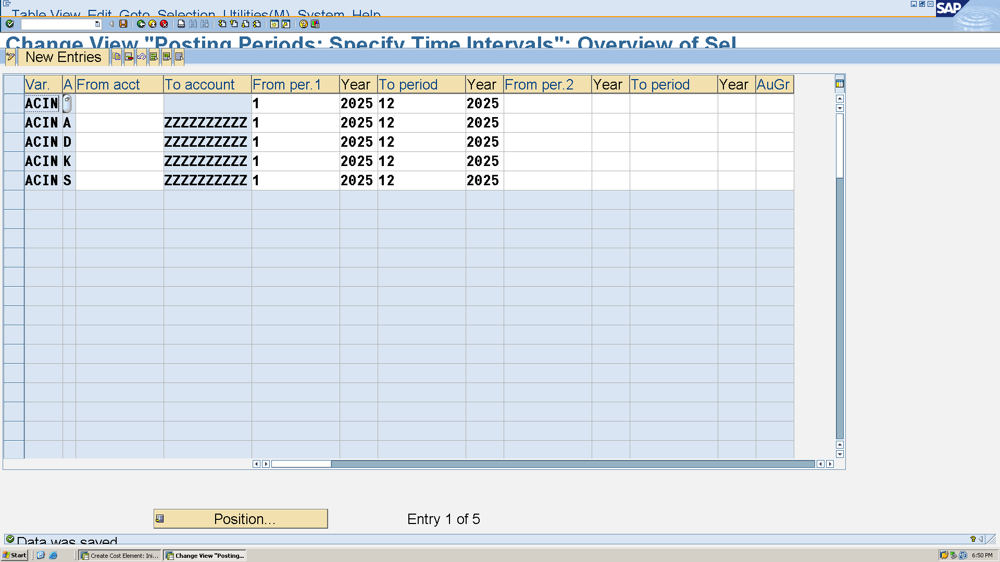 Table View Edit Goto Selection Utilities(M) System Help
SAP
Change View "Posting Periods: Specify Time Intervals": Overview of Sel
New Entries
Var. A From acct To account From per.1 Year To period Year From per.2 Year To period Year AuGr
ACIN 1 2025 12 2025
ACIN A ZZZZZZZZZZ 1 2025 12 2025
ACIN D ZZZZZZZZZZ 1 2025 12 2025
ACIN K ZZZZZZZZZZ 1 2025 12 2025
ACIN S ZZZZZZZZZZ 1 2025 12 2025
Position... Entry 1 of 5
Data was saved
Start Create Cost Element: Ini... Change View "Posting... 6:50 PM